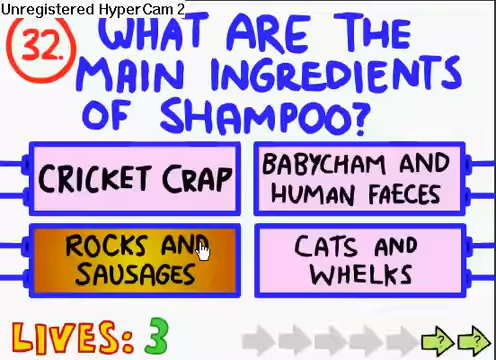 Unregistered HyperCam 2
32.
WHAT ARE THE
MAIN INGREDIENTS
OF SHAMPOO?
CRICKET CRAP
BABYCHAM AND
HUMAN FAECES
ROCKS AND
SAUSAGES
CATS AND
WHELKS
LIVES: 3
? ?